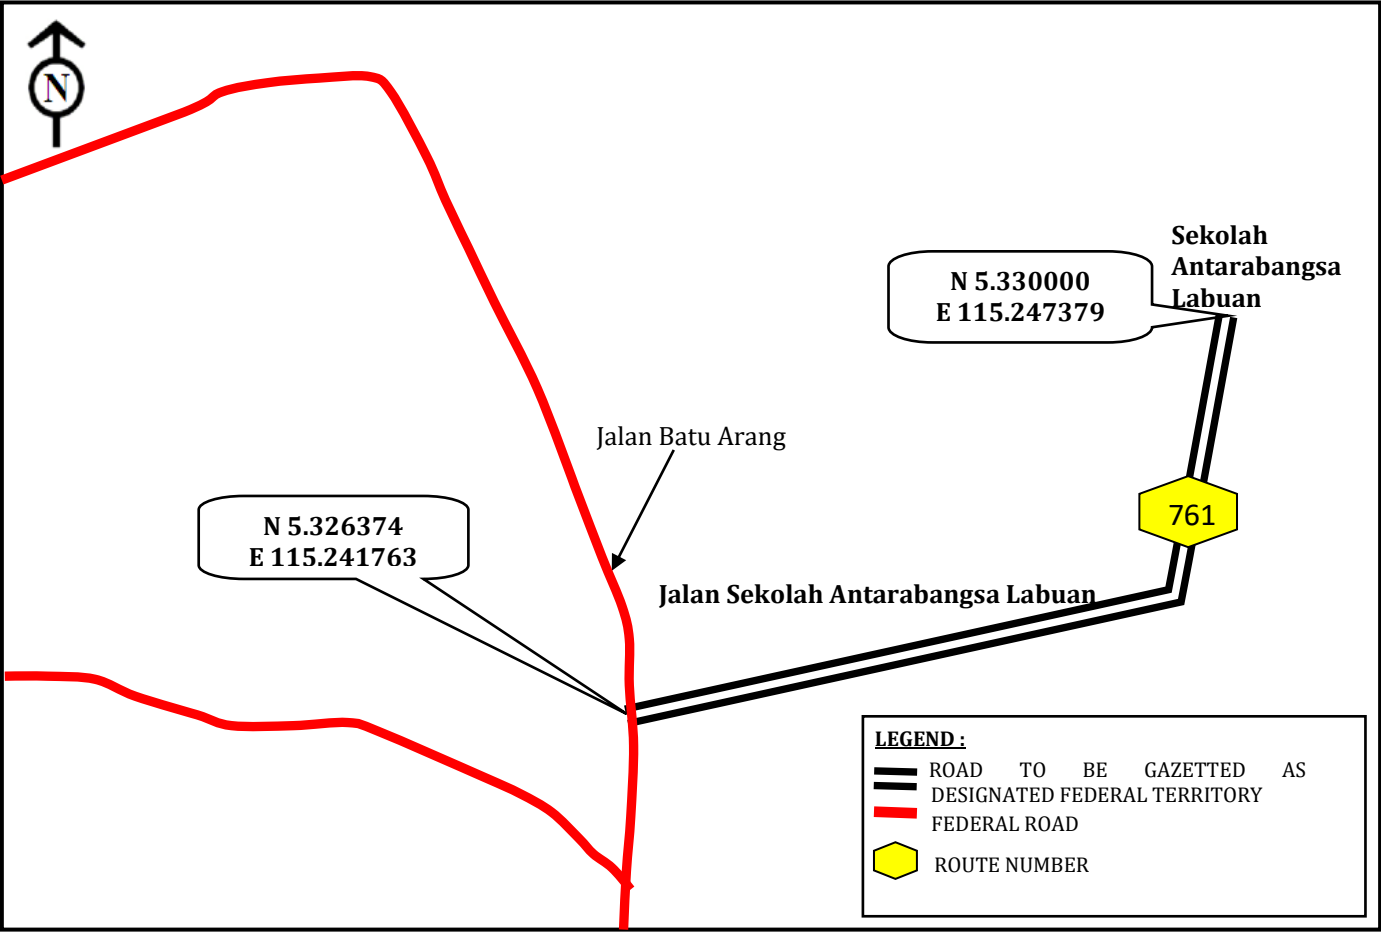 N
Sekolah
Antarabangsa
Labuan
N 5.330000
E 115.247379
Jalan Batu Arang
N 5.326374
E 115.241763
761
Jalan Sekolah Antarabangsa Labuan
LEGEND :
ROAD TO BE GAZETTED AS
DESIGNATED FEDERAL TERRITORY
FEDERAL ROAD
ROUTE NUMBER